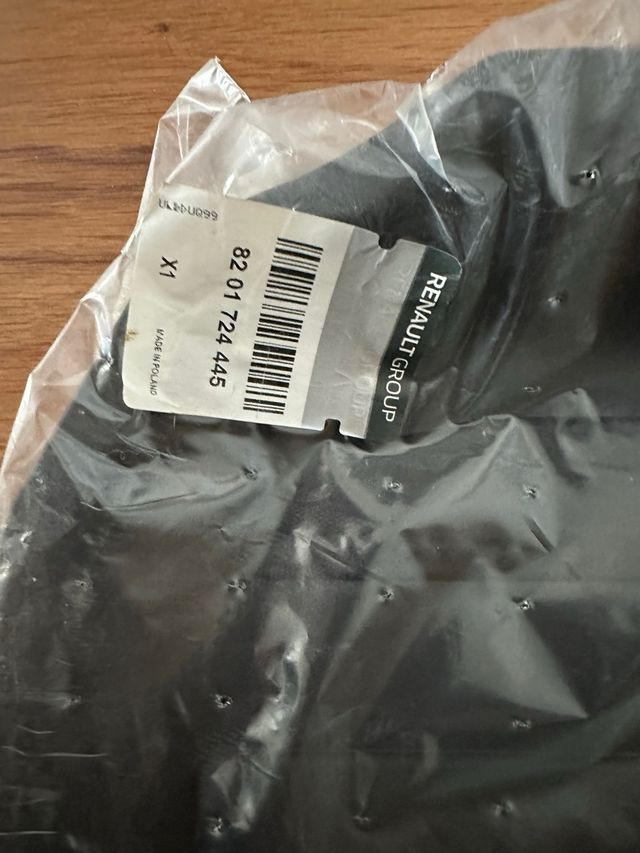 RENAULT GROUP
82 01 724 445
X1
MADE IN POLAND